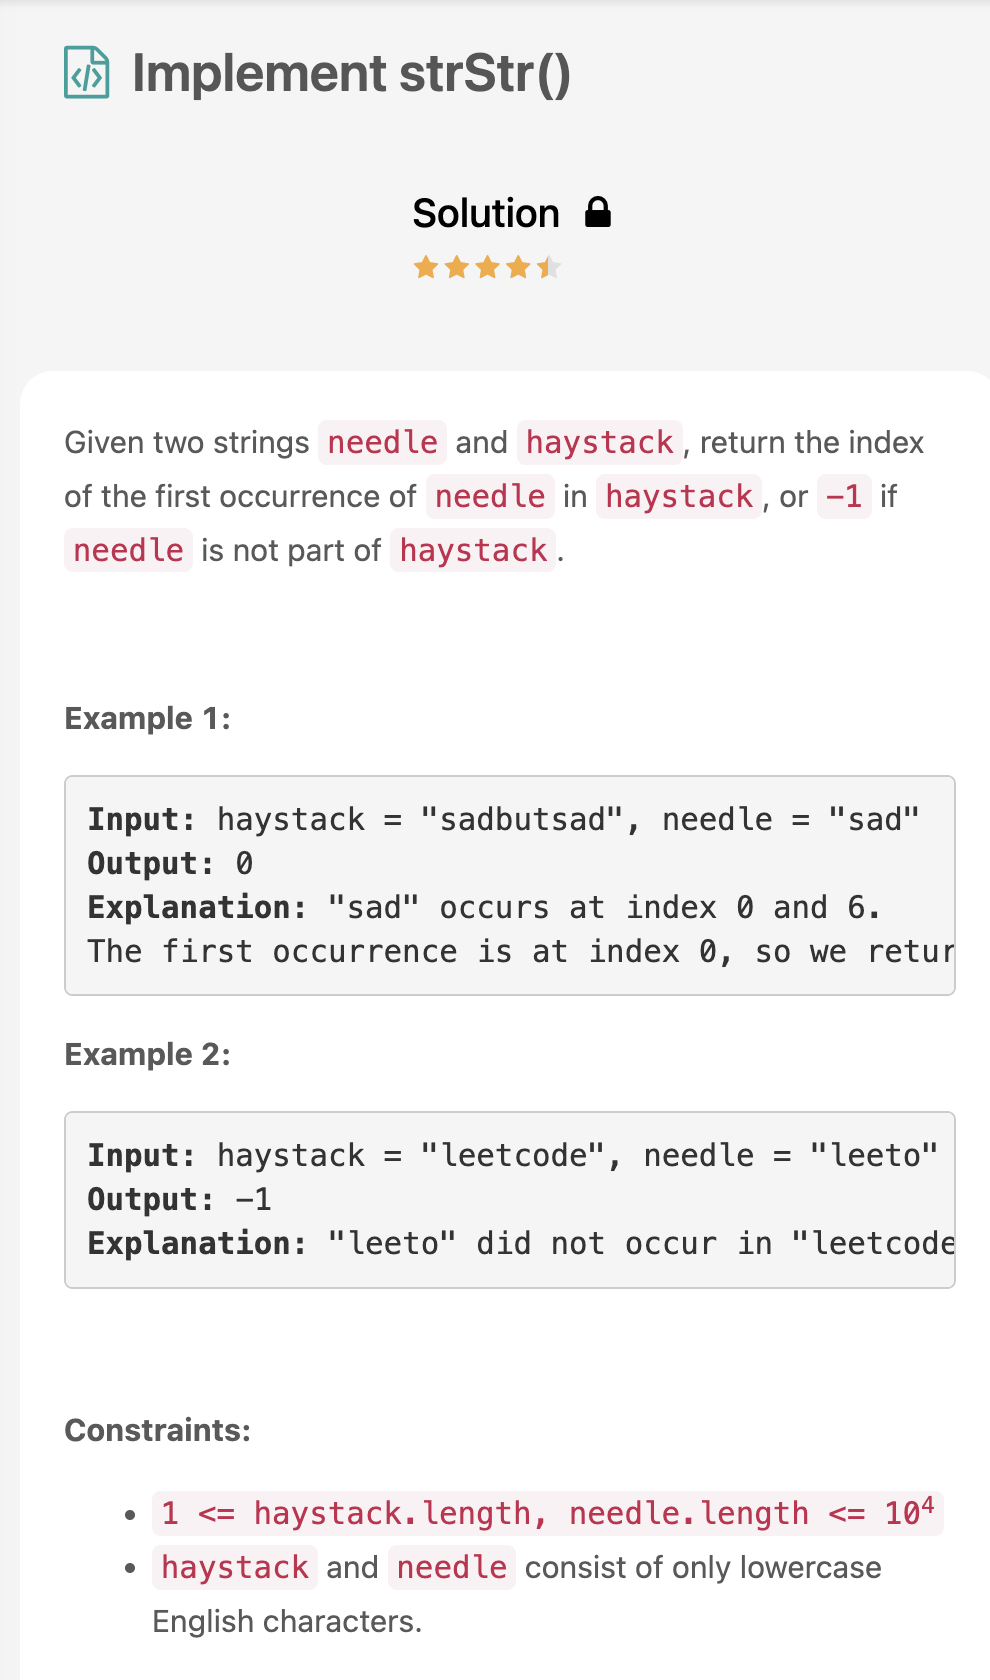 Implement strStr()
Solution
Given two strings needle and haystack, return the index
of the first occurrence of needle in haystack, or -1 if
needle is not part of haystack.
Example 1:
Input: haystack = "sadbutsad", needle = "sad"
Output: 0
Explanation: "sad" occurs at index 0 and 6.
The first occurrence is at index 0, so we retur
Example 2:
Input: haystack = "leetcode", needle = "leeto"
Output: -1
Explanation: "leeto" did not occur in "leetcode
Constraints:
• 1 <= haystack.length, needle.length <= 10⁴
• haystack and needle consist of only lowercase
English characters.